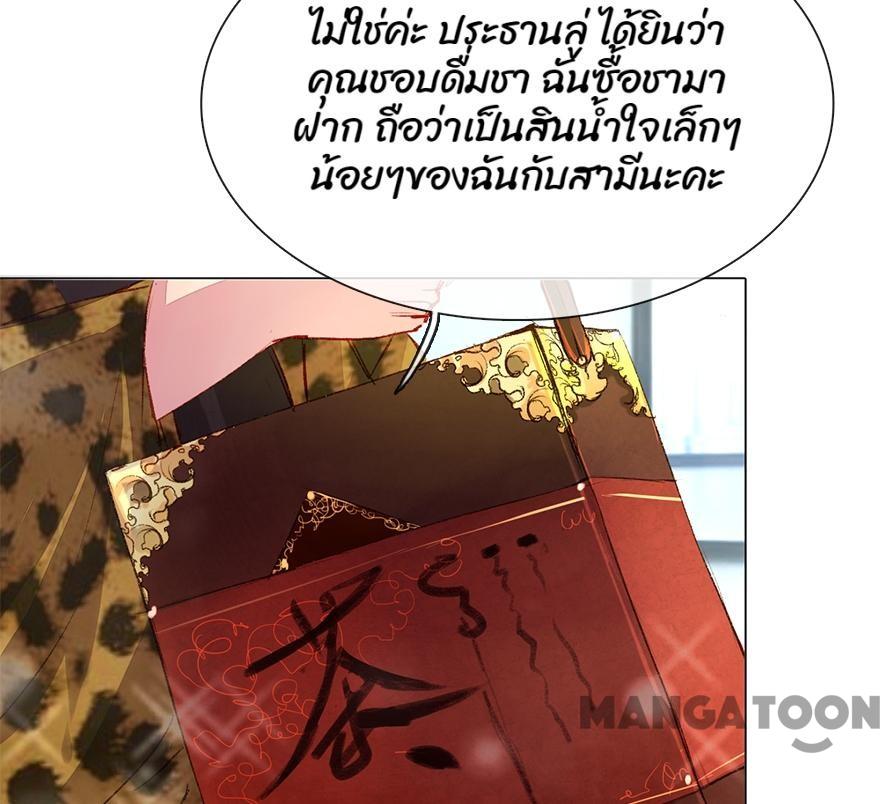 ไม่ใช่ค่ะ ประธานลู่ ได้ยินว่า
คุณชอบดื่มชา ฉันซื้อชามา
ฝาก ถือว่าเป็นสินน้ำใจเล็กๆ
น้อยๆของฉันกับสามีนะคะ
茶
MANGATOON